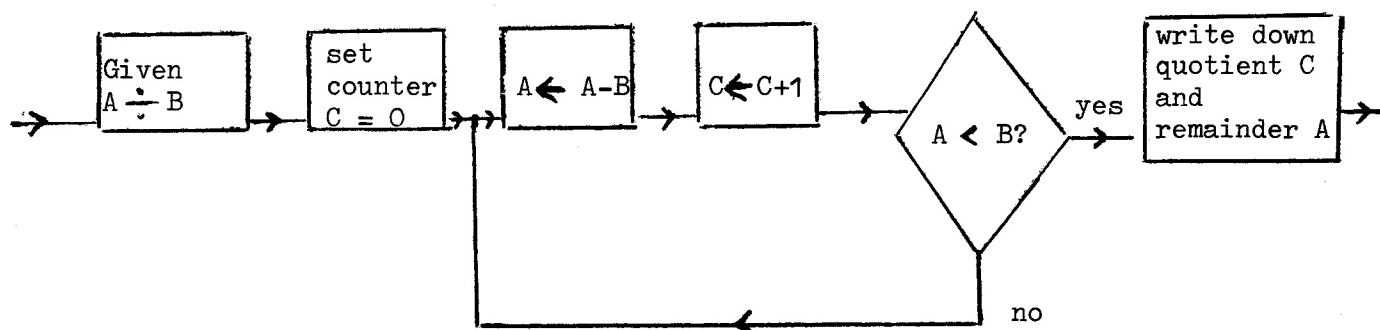 Given
A ÷ B
set
counter
C = 0
A ← A-B
C ← C+1
A < B?
yes
write down
quotient C
and
remainder A
no